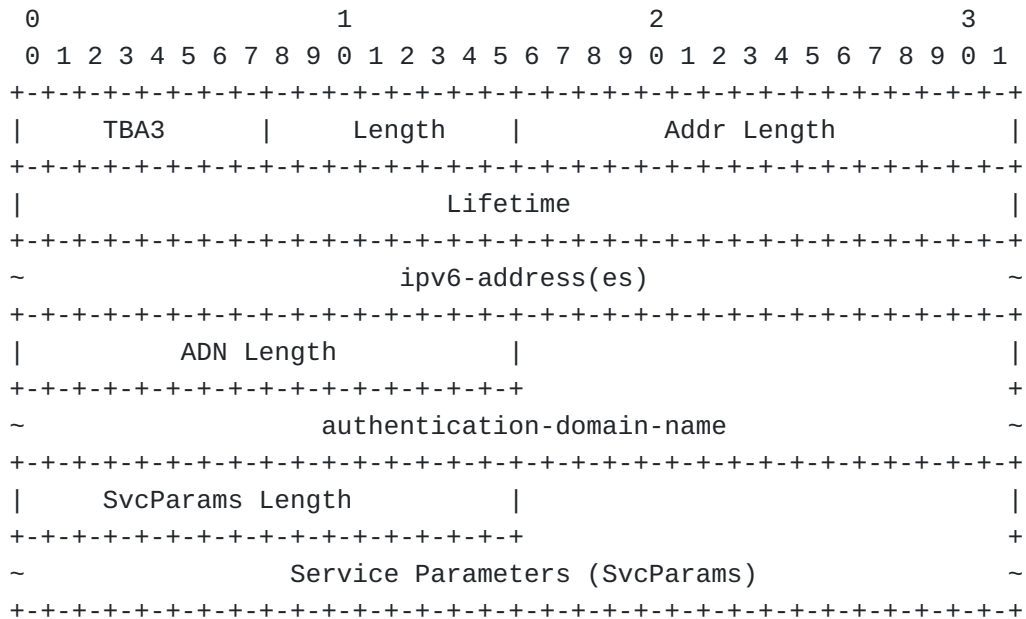 0                   1                   2                   3
 0 1 2 3 4 5 6 7 8 9 0 1 2 3 4 5 6 7 8 9 0 1 2 3 4 5 6 7 8 9 0 1
+-+-+-+-+-+-+-+-+-+-+-+-+-+-+-+-+-+-+-+-+-+-+-+-+-+-+-+-+-+-+-+-+
|     TBA3      |     Length    |         Addr Length           |
+-+-+-+-+-+-+-+-+-+-+-+-+-+-+-+-+-+-+-+-+-+-+-+-+-+-+-+-+-+-+-+-+
|                           Lifetime                            |
+-+-+-+-+-+-+-+-+-+-+-+-+-+-+-+-+-+-+-+-+-+-+-+-+-+-+-+-+-+-+-+-+
~                        ipv6-address(es)                       ~
+-+-+-+-+-+-+-+-+-+-+-+-+-+-+-+-+-+-+-+-+-+-+-+-+-+-+-+-+-+-+-+-+
|          ADN Length           |                               |
+-+-+-+-+-+-+-+-+-+-+-+-+-+-+-+-+                               +
~                   authentication-domain-name                  ~
+-+-+-+-+-+-+-+-+-+-+-+-+-+-+-+-+-+-+-+-+-+-+-+-+-+-+-+-+-+-+-+-+
|     SvcParams Length          |                               |
+-+-+-+-+-+-+-+-+-+-+-+-+-+-+-+-+                               +
~                 Service Parameters (SvcParams)                ~
+-+-+-+-+-+-+-+-+-+-+-+-+-+-+-+-+-+-+-+-+-+-+-+-+-+-+-+-+-+-+-+-+